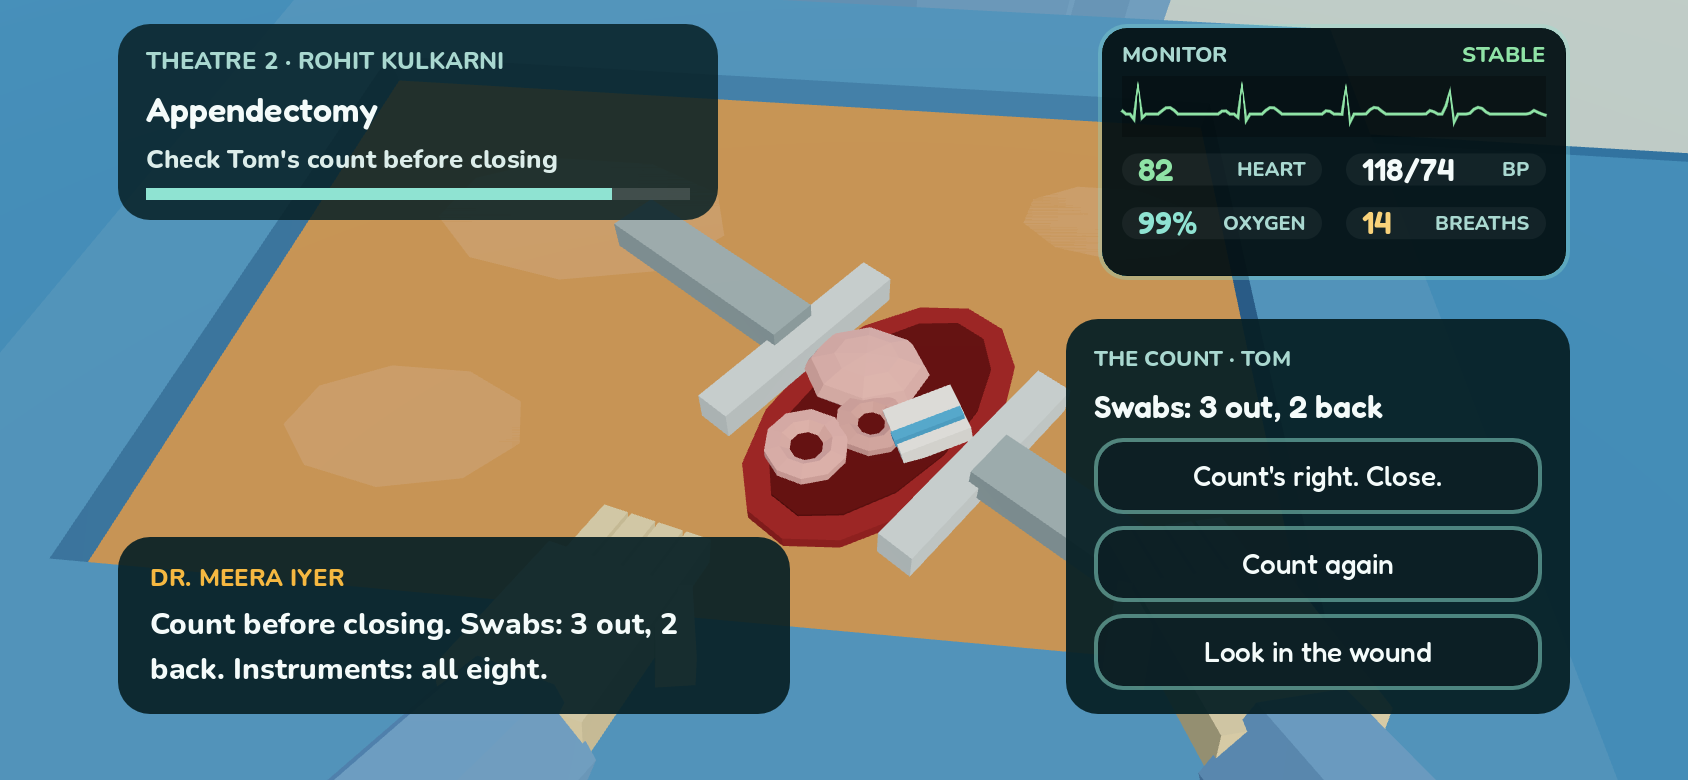 THEATRE 2 · ROHIT KULKARNI
Appendectomy
Check Tom's count before closing
MONITOR
STABLE
82 HEART
118/74 BP
99% OXYGEN
14 BREATHS
THE COUNT · TOM
Swabs: 3 out, 2 back
Count's right. Close.
Count again
Look in the wound
DR. MEERA IYER
Count before closing. Swabs: 3 out, 2
back. Instruments: all eight.